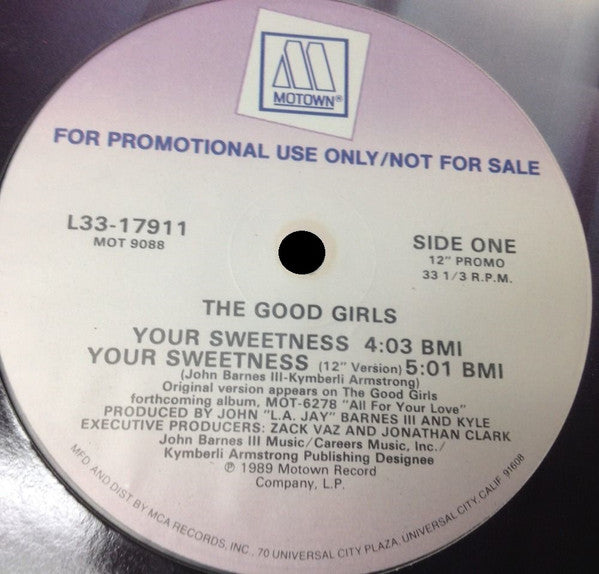 MOTOWN®
FOR PROMOTIONAL USE ONLY/NOT FOR SALE
L33-17911
MOT 9088
SIDE ONE
12" PROMO
33 1/3 R.P.M.
THE GOOD GIRLS
YOUR SWEETNESS 4:03 BMI
YOUR SWEETNESS (12" Version) 5:01 BMI
(John Barnes III-Kymberli Armstrong)
Original version appears on The Good Girls
forthcoming album, MOT-6278 "All For Your Love"
PRODUCED BY JOHN "L.A. JAY" BARNES III AND KYLE
EXECUTIVE PRODUCERS: ZACK VAZ AND JONATHAN CLARK
John Barnes III Music/Careers Music, Inc./
Kymberli Armstrong Publishing Designee
℗ 1989 Motown Record
Company, L.P.
MFD AND DIST BY MCA RECORDS, INC., 70 UNIVERSAL CITY PLAZA, UNIVERSAL CITY, CALIF. 91608